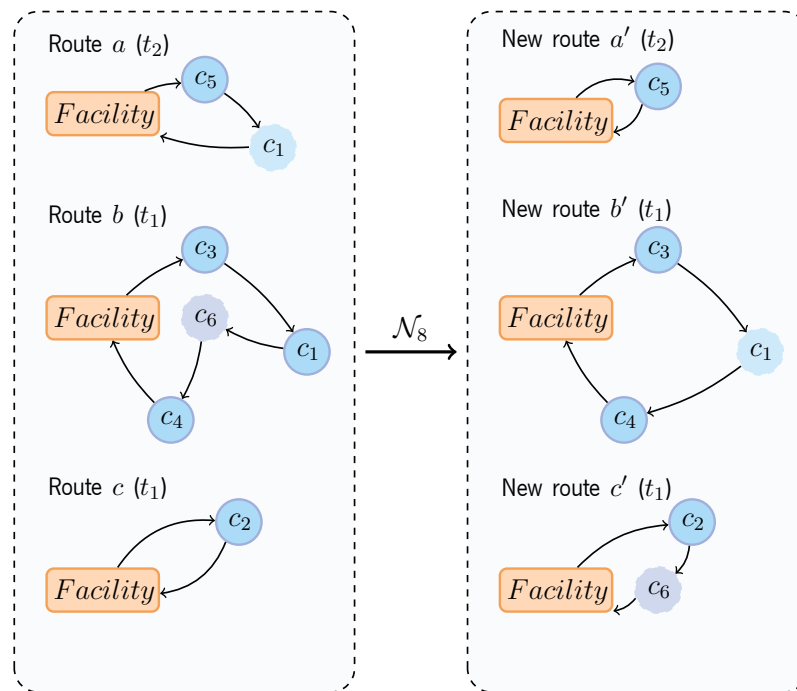 Route a (t₂)
c₅
Facility
c₁
Route b (t₁)
c₃
Facility
c₆
c₁
c₄
Route c (t₁)
c₂
Facility
𝒩₈
New route a′ (t₂)
c₅
Facility
New route b′ (t₁)
c₃
Facility
c₁
c₄
New route c′ (t₁)
c₂
Facility
c₆